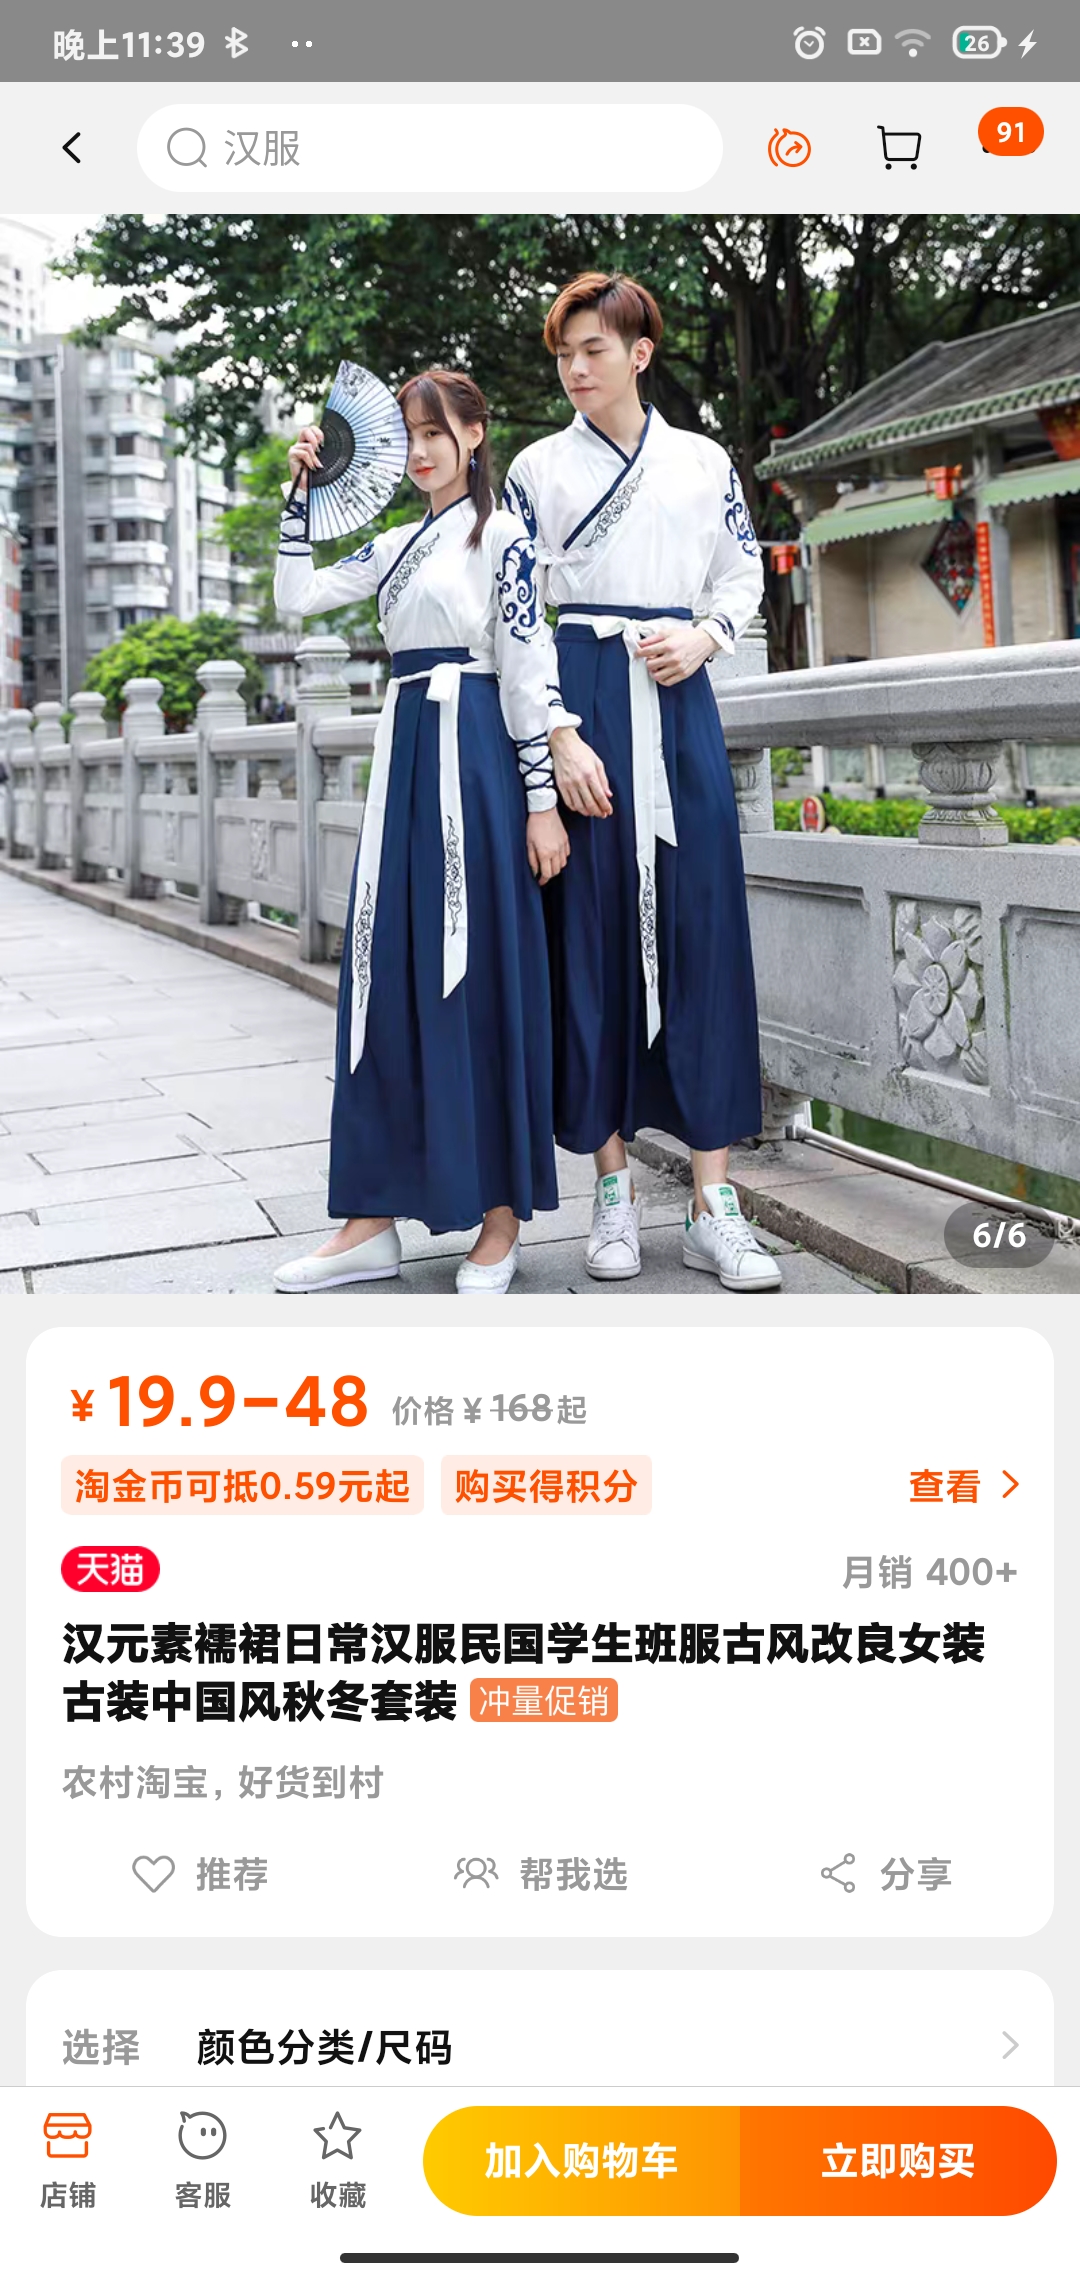 晚上11:39
26
汉服
91
6/6
¥19.9-48 价格¥168起
淘金币可抵0.59元起 购买得积分 查看
天猫 月销 400+
汉元素襦裙日常汉服民国学生班服古风改良女装
古装中国风秋冬套装 冲量促销
农村淘宝，好货到村
推荐 帮我选 分享
选择 颜色分类/尺码
店铺 客服 收藏 加入购物车 立即购买